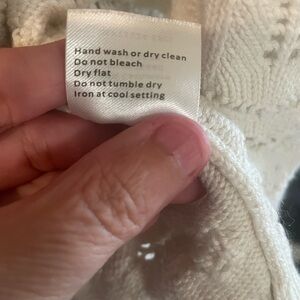 Hand wash or dry clean
Do not bleach
Dry flat
Do not tumble dry
Iron at cool setting